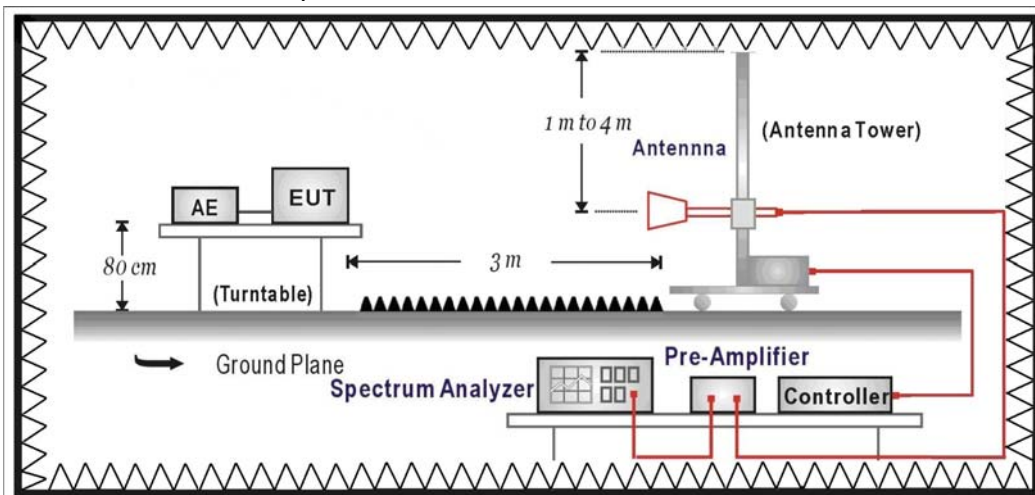 1 m to 4 m
(Antenna Tower)
Antennna
AE
EUT
80 cm
3 m
(Turntable)
Ground Plane
Pre-Amplifier
Spectrum Analyzer
Controller